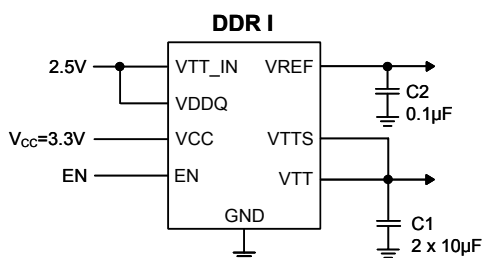 DDR I
2.5V
VTT_IN
VREF
VDDQ
C2
0.1µF
VCC=3.3V
VCC
VTTS
EN
EN
VTT
GND
C1
2 x 10µF